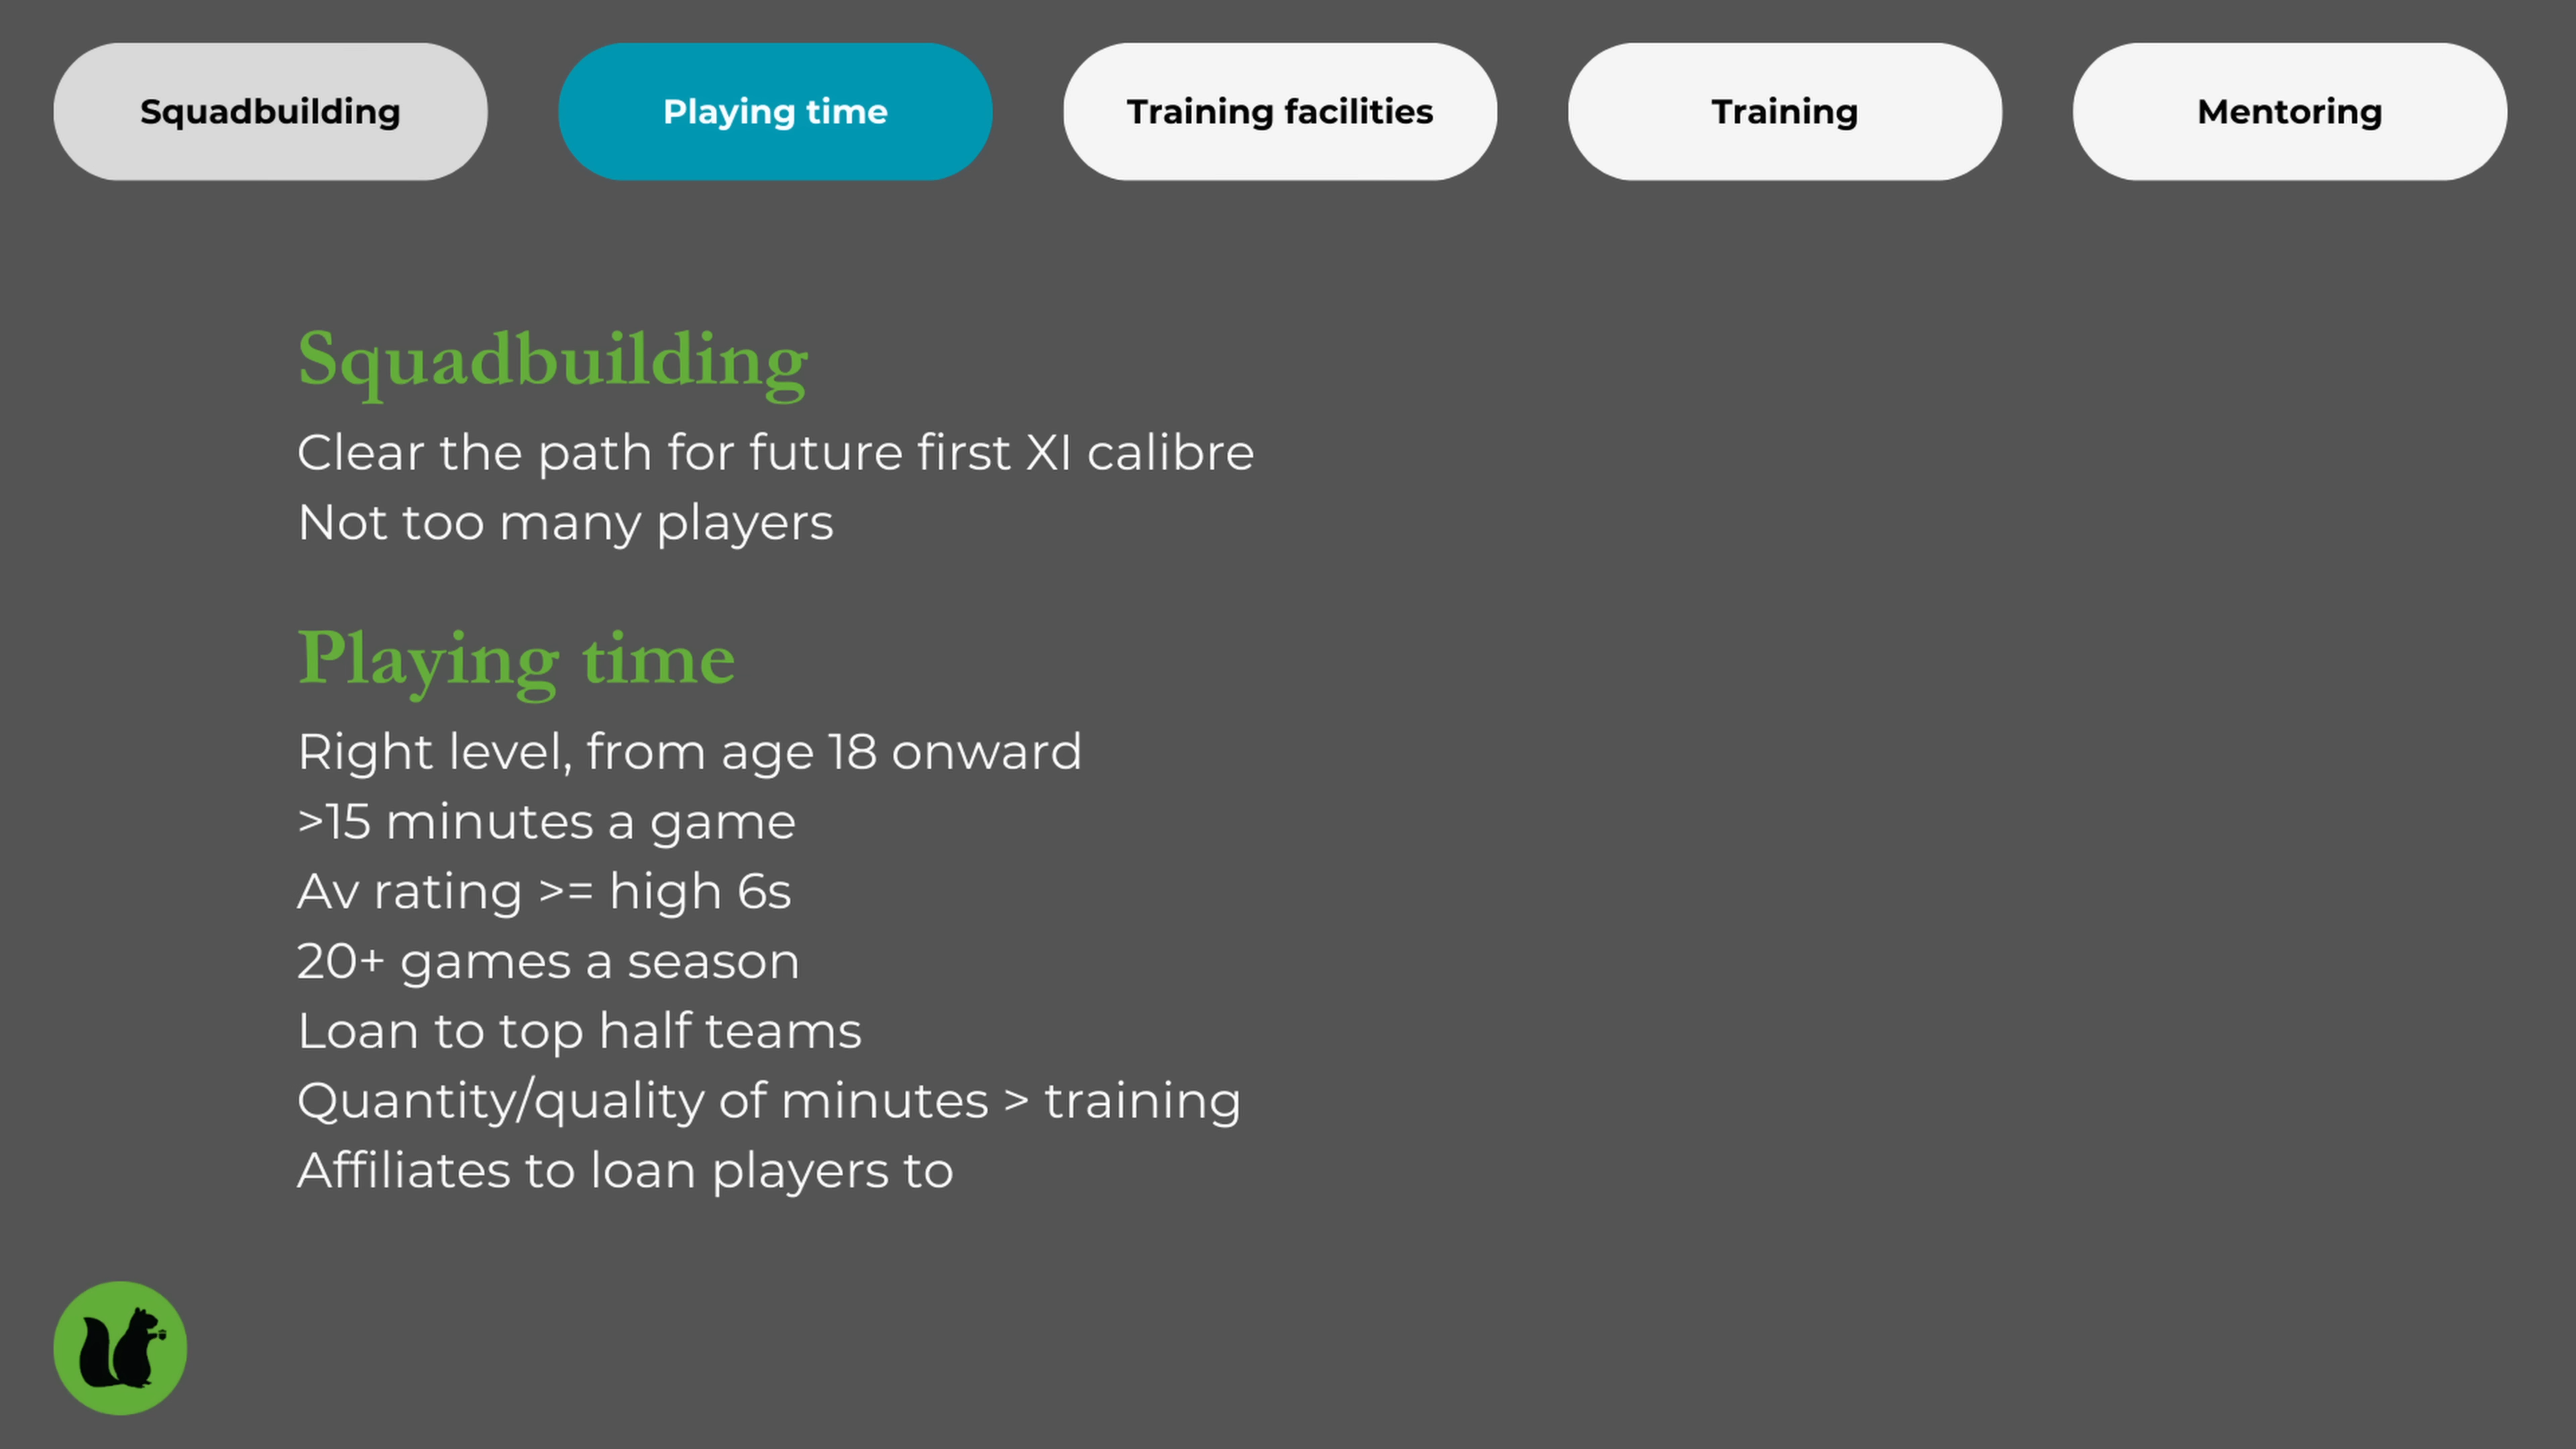 Squadbuilding
Playing time
Training facilities
Training
Mentoring
Squadbuilding
Clear the path for future first XI calibre
Not too many players
Playing time
Right level, from age 18 onward
>15 minutes a game
Av rating >= high 6s
20+ games a season
Loan to top half teams
Quantity/quality of minutes > training
Affiliates to loan players to